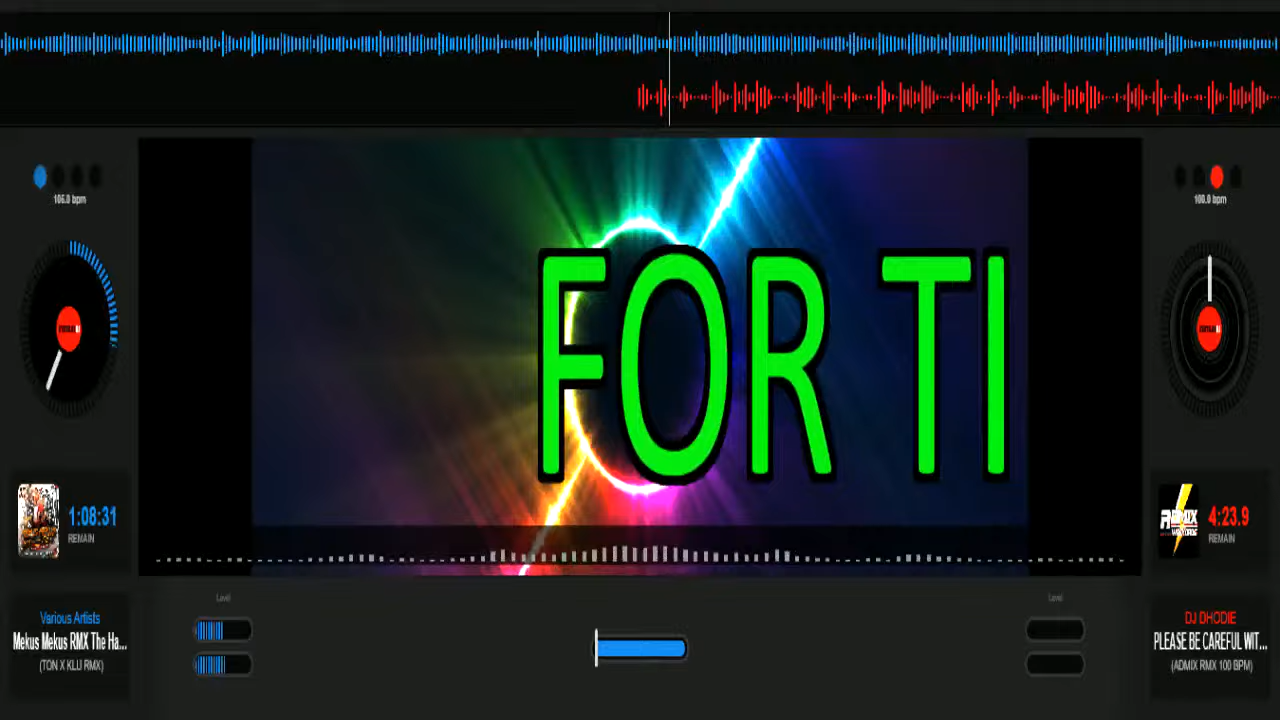 106.0 bpm
100.0 bpm
FOR TI
1:08:31
REMAIN
4:23.9
REMAIN
Level
Level
Various Artists
Mekus Mekus RMX The Ha...
(TON X KLU RMX)
DJ DHODIE
PLEASE BE CAREFUL WIT...
(ADMIX RMX 100 BPM)